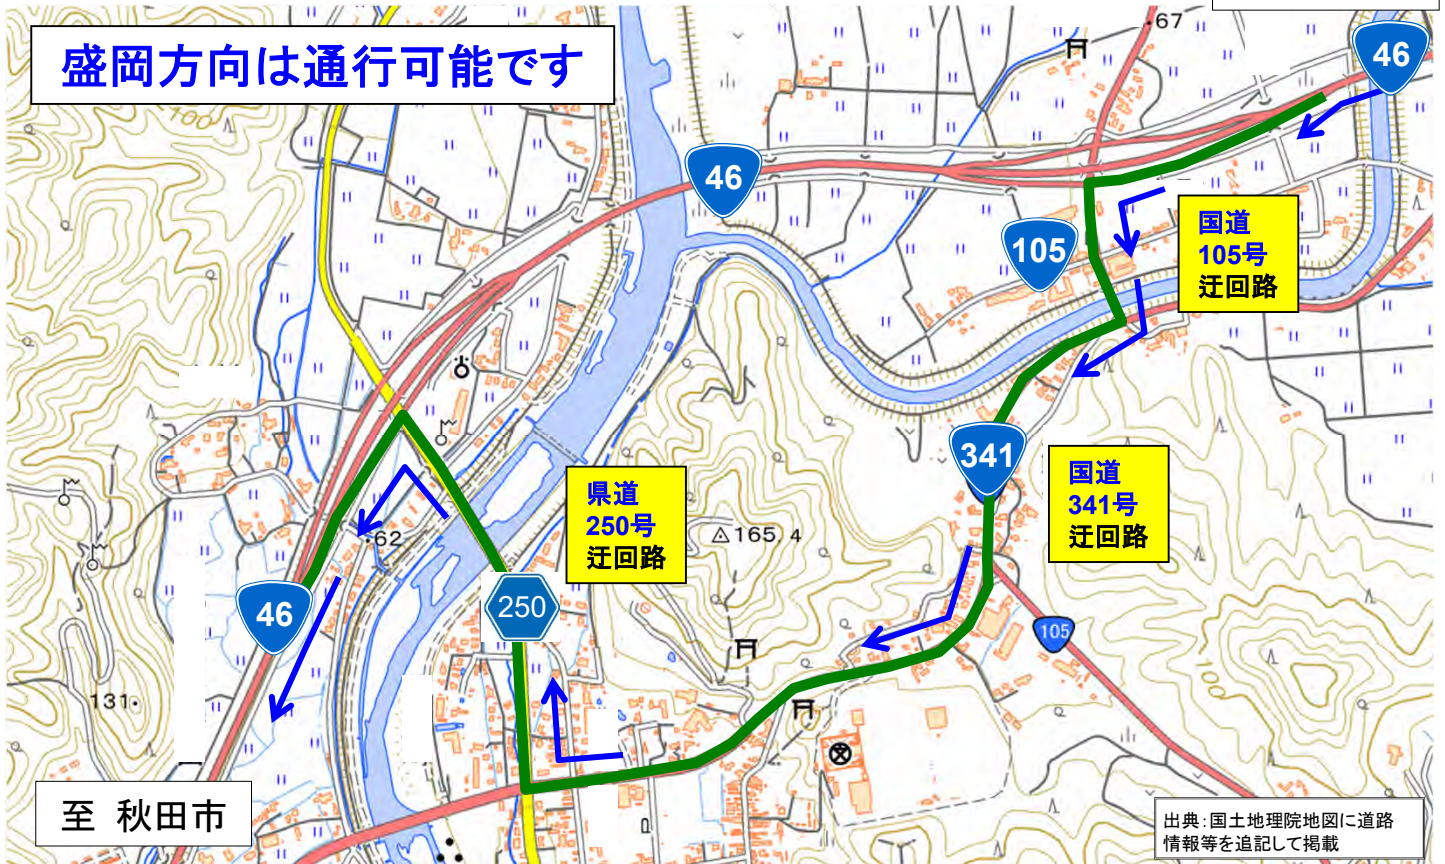 盛岡方向は通行可能です
67
46
46
105
国道
105号
迂回路
341
国道
341号
迂回路
県道
250号
迂回路
165.4
62
250
46
105
131
至 秋田市
出典:国土地理院地図に道路
情報等を追記して掲載